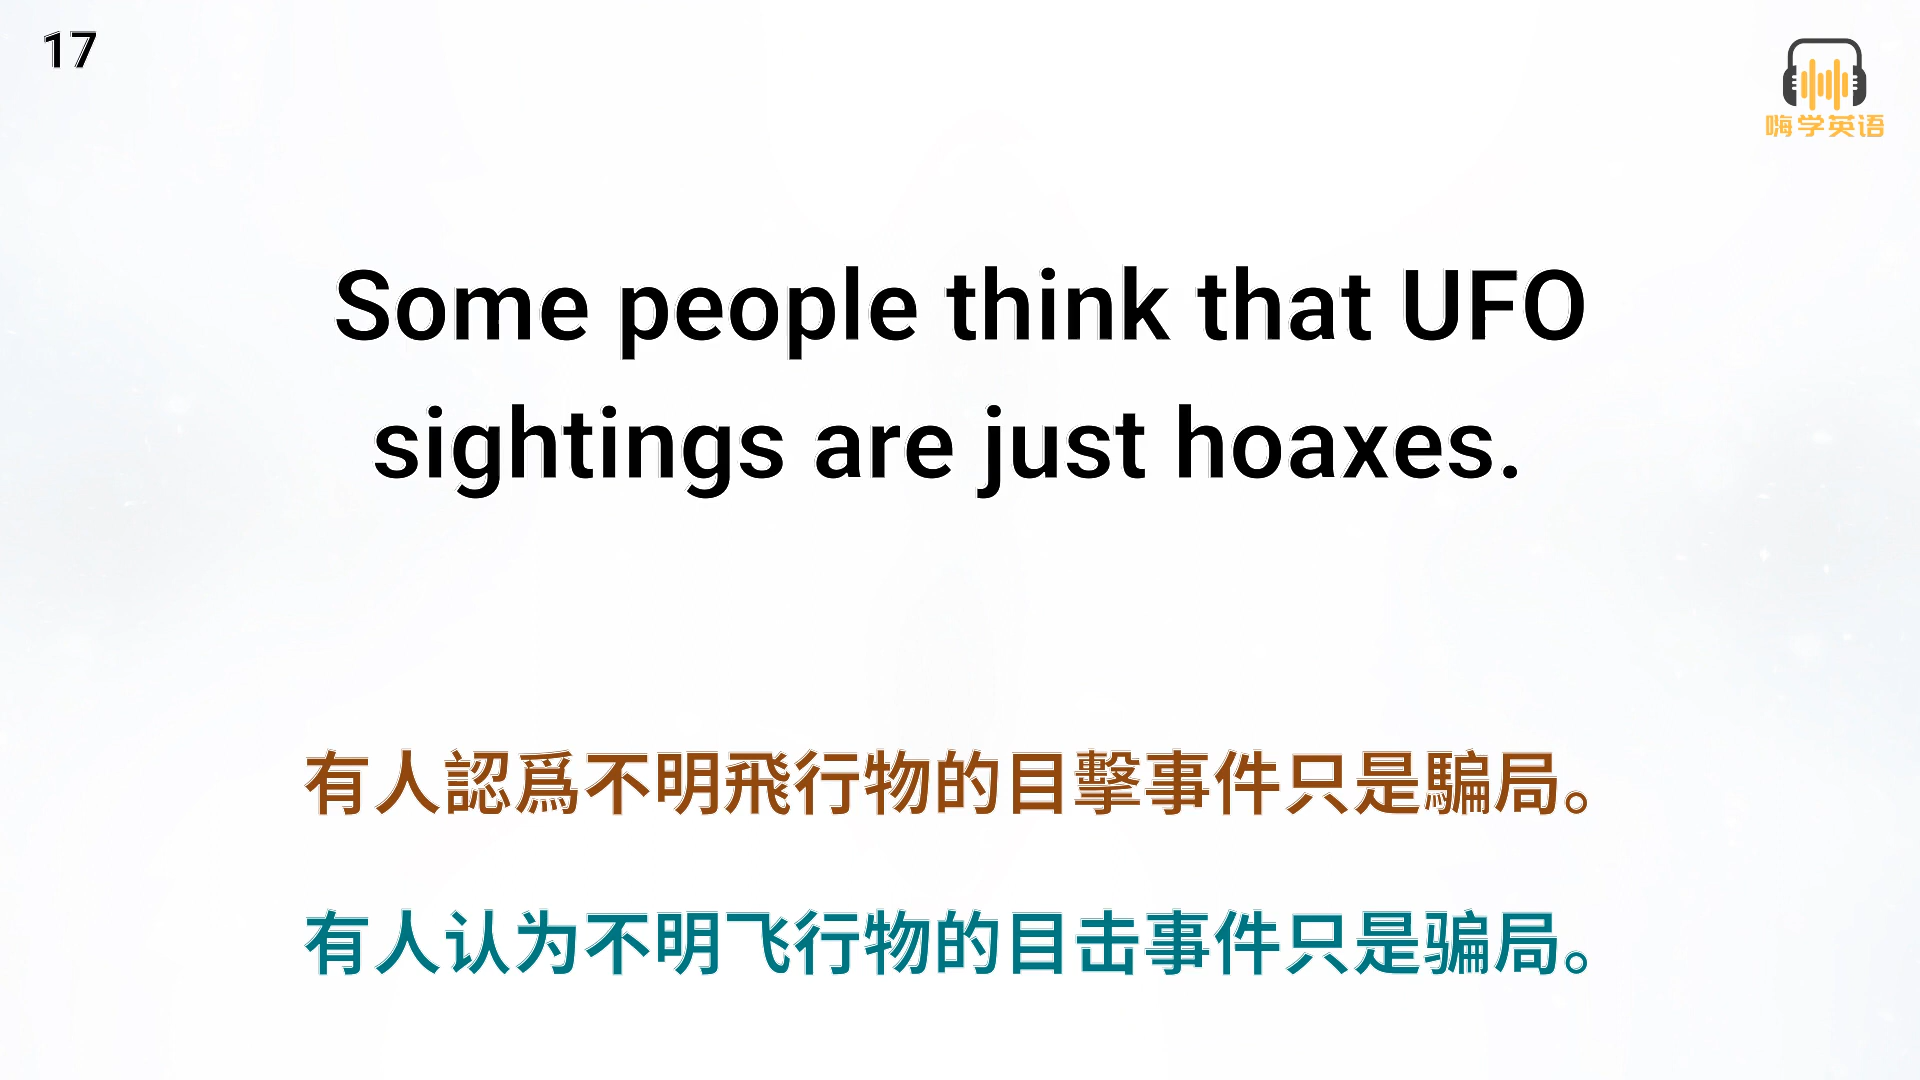 17
嗨学英语
Some people think that UFO
sightings are just hoaxes.
有人認爲不明飛行物的目擊事件只是騙局。
有人认为不明飞行物的目击事件只是骗局。